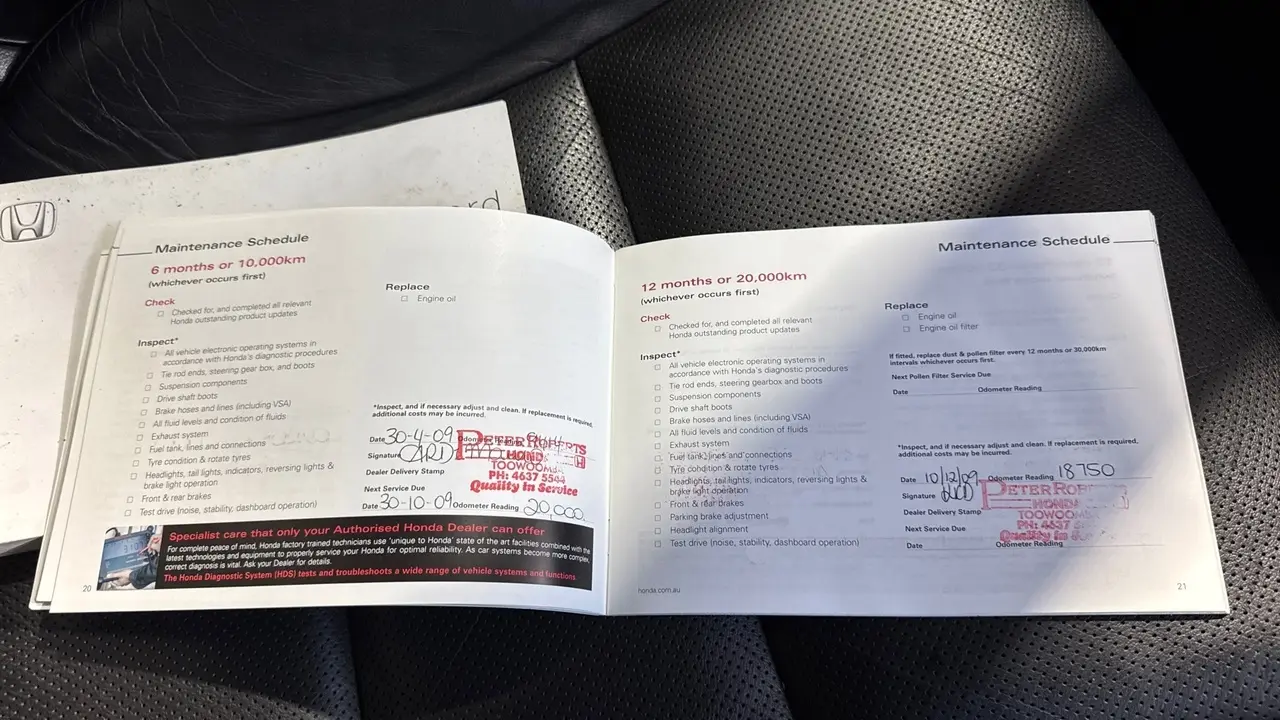 ord
Maintenance Schedule
6 months or 10,000km
(whichever occurs first)
Check
☐ Checked for, and completed all relevant
Honda outstanding product updates
Inspect*
☐ All vehicle electronic operating systems in
accordance with Honda's diagnostic procedures
☐ Tie rod ends, steering gear box, and boots
☐ Suspension components
☐ Drive shaft boots
☐ Brake hoses and lines (including VSA)
☐ All fluid levels and condition of fluids
☐ Exhaust system
☐ Fuel tank, lines and connections
☐ Tyre condition & rotate tyres
☐ Headlights, tail lights, indicators, reversing lights &
brake light operation
☐ Front & rear brakes
☐ Test drive (noise, stability, dashboard operation)
Replace
☐ Engine oil
*Inspect, and if necessary adjust and clean. If replacement is required,
additional costs may be incurred.
Date 30-4-09
Signature
PETER ROBERTS
HONDA
TOOWOOMBA
PH: 4637 5544
Quality in Service
Dealer Delivery Stamp
Next Service Due
Date 30-10-09 Odometer Reading 20,000
Specialist care that only your Authorised Honda Dealer can offer
For complete peace of mind, Honda factory trained technicians use 'unique to Honda' state of the art facilities combined with the
latest technologies and equipment to properly service your Honda for optimal reliability. As car systems become more complex,
correct diagnosis is vital. Ask your Dealer for details.
The Honda Diagnostic System (HDS) tests and troubleshoots a wide range of vehicle systems and functions
20
Maintenance Schedule
12 months or 20,000km
(whichever occurs first)
Check
☐ Checked for, and completed all relevant
Honda outstanding product updates
Inspect*
☐ All vehicle electronic operating systems in
accordance with Honda's diagnostic procedures
☐ Tie rod ends, steering gearbox and boots
☐ Suspension components
☐ Drive shaft boots
☐ Brake hoses and lines (including VSA)
☐ All fluid levels and condition of fluids
☐ Exhaust system
☐ Fuel tank, lines and connections
☐ Tyre condition & rotate tyres
☐ Headlights, tail lights, indicators, reversing lights &
brake light operation
☐ Front & rear brakes
☐ Parking brake adjustment
☐ Headlight alignment
☐ Test drive (noise, stability, dashboard operation)
Replace
☐ Engine oil
☐ Engine oil filter
If fitted, replace dust & pollen filter every 12 months or 30,000km
intervals whichever occurs first.
Next Pollen Filter Service Due
Date Odometer Reading
*Inspect, and if necessary adjust and clean. If replacement is required,
additional costs may be incurred.
Date 10/12/09 Odometer Reading 18750
Signature
PETER ROB
HONDA
TOOWOOM
PH: 4637
Quality in
Dealer Delivery Stamp
Next Service Due
Date Odometer Reading
honda.com.au
21